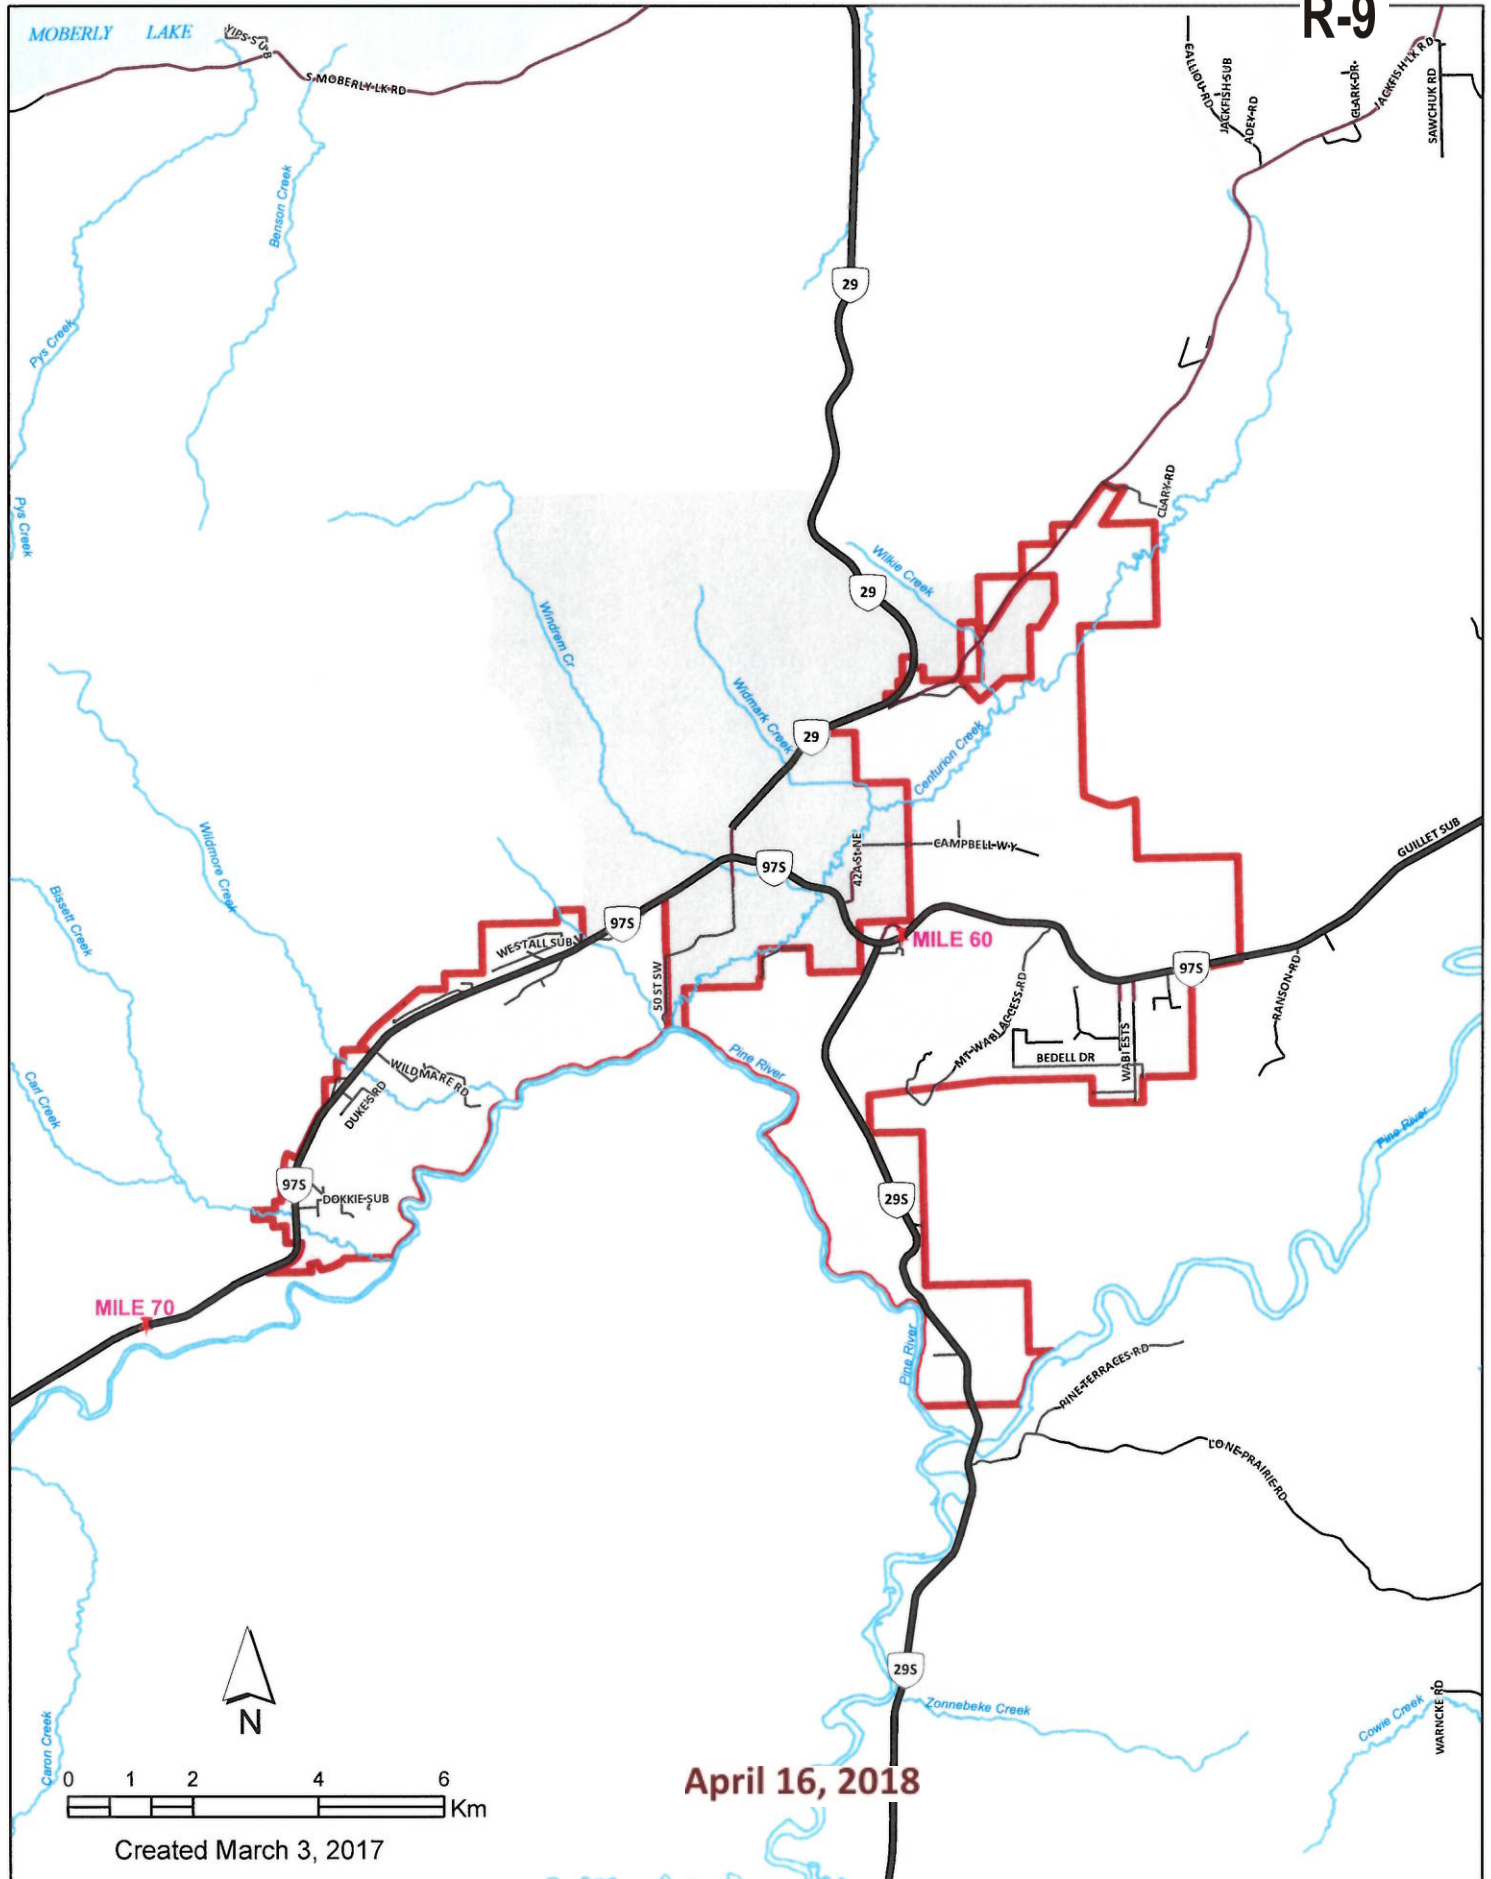 R-9
MOBERLY LAKE
YIPS-SUB
S MOBERLY LK RD
JACKFISH-SUB
ADEY-RD
CLARK-DR
JACKFISH LK RD
SAWCHUK RD
Benson Creek
29
Pys Creek
Pys Creek
CLARY-RD
Wilkie Creek
29
Windrem Cr
Widmark Creek
29
Centurion Creek
Wildmore Creek
42A-St-NE
CAMPBELL-WY
GUILLET SUB
97S
Bissett Creek
97S
WESTALL SUB
MILE 60
97S
50 ST SW
MT-WABI ACCESS RD
RANSON-RD
WABI ESTS
BEDELL DR
Pine River
WILDMARE RD
DUKE'S RD
Carl Creek
Pine River
97S
DOKKIE-SUB
29S
MILE 70
Pine River
PINE-TERRACES-RD
LONE-PRAIRIE-RD
29S
Zonnebeke Creek
Cowie Creek
WARNCKE RD
Caron Creek
N
April 16, 2018
0 1 2 4 6
Km
Created March 3, 2017